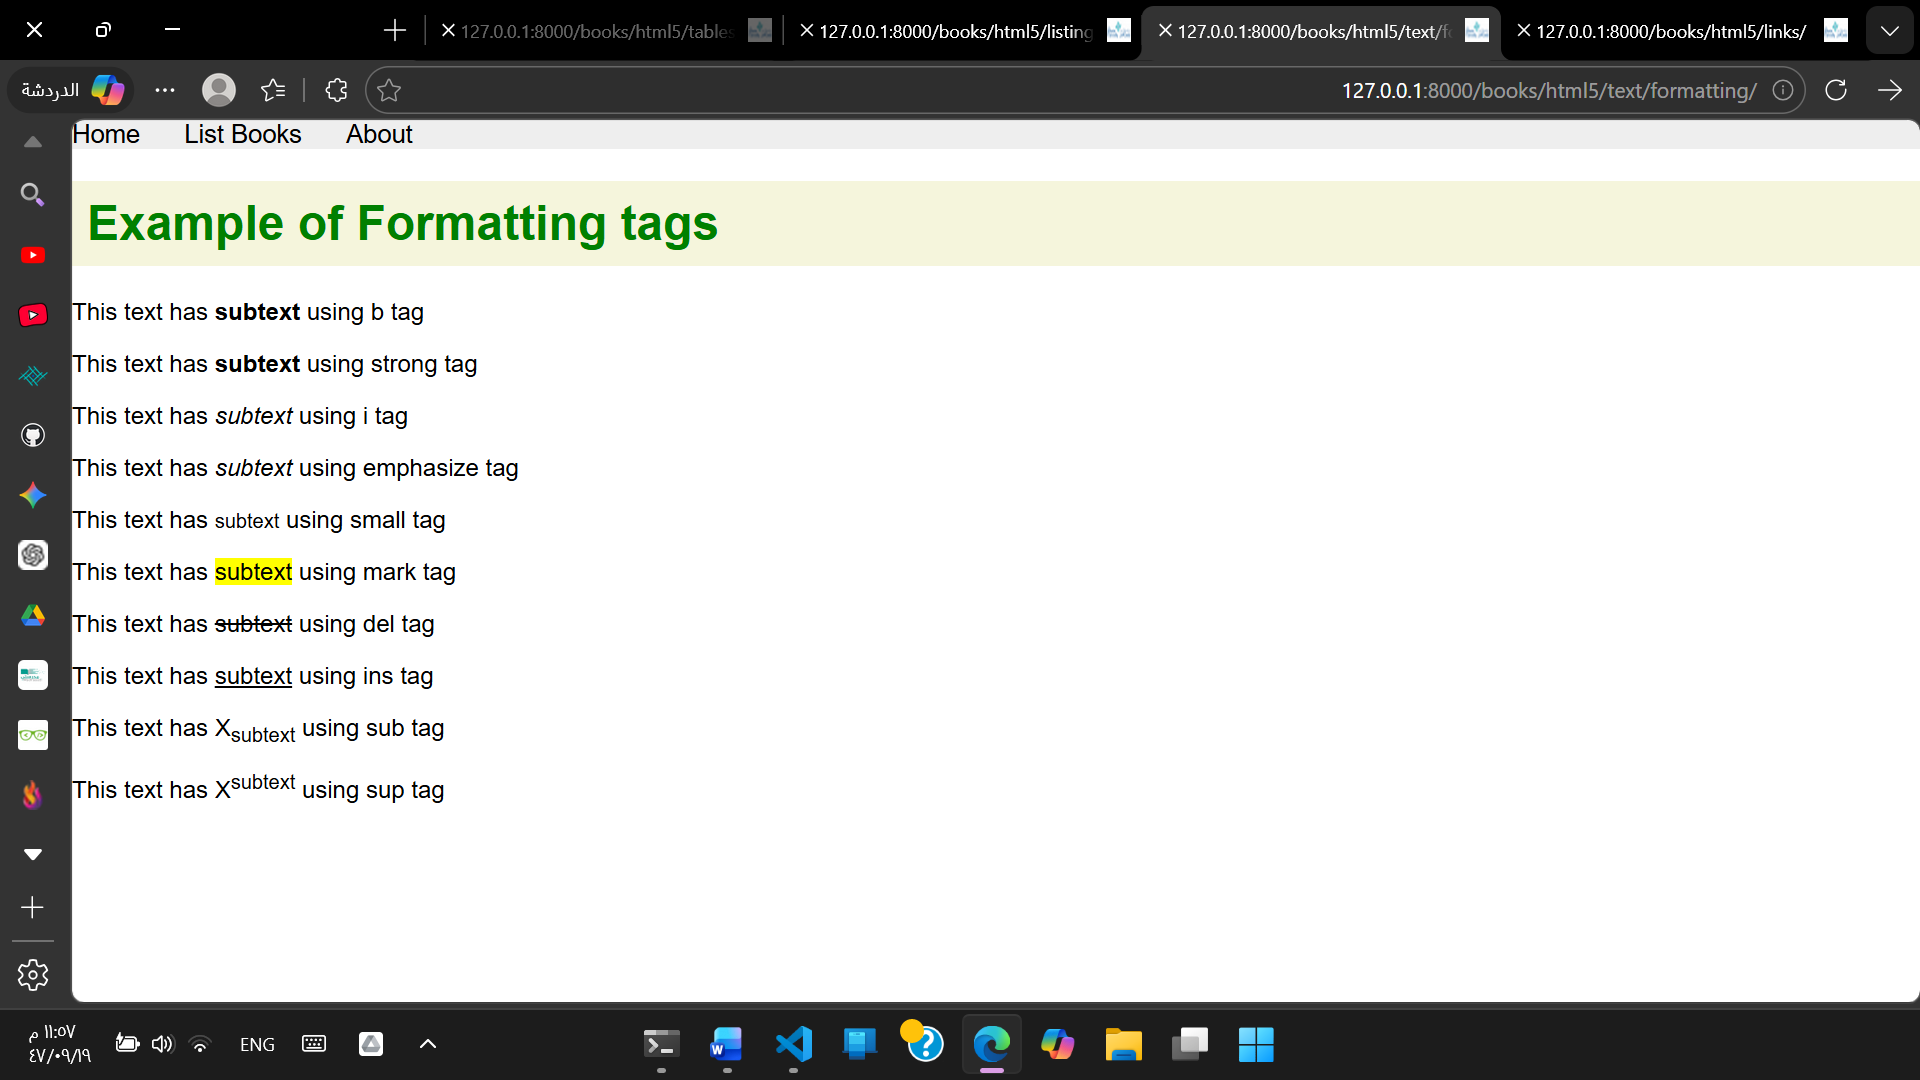 127.0.0.1:8000/books/html5/tables
127.0.0.1:8000/books/html5/listing
127.0.0.1:8000/books/html5/text/f
127.0.0.1:8000/books/html5/links/
الدردشة
127.0.0.1:8000/books/html5/text/formatting/
Home List Books About
Example of Formatting tags
This text has subtext using b tag
This text has subtext using strong tag
This text has subtext using i tag
This text has subtext using emphasize tag
This text has subtext using small tag
This text has subtext using mark tag
This text has subtext using del tag
This text has subtext using ins tag
This text has Xsubtext using sub tag
This text has Xsubtext using sup tag
١١:٥٧ م
٤٧/٠٩/١٩
ENG